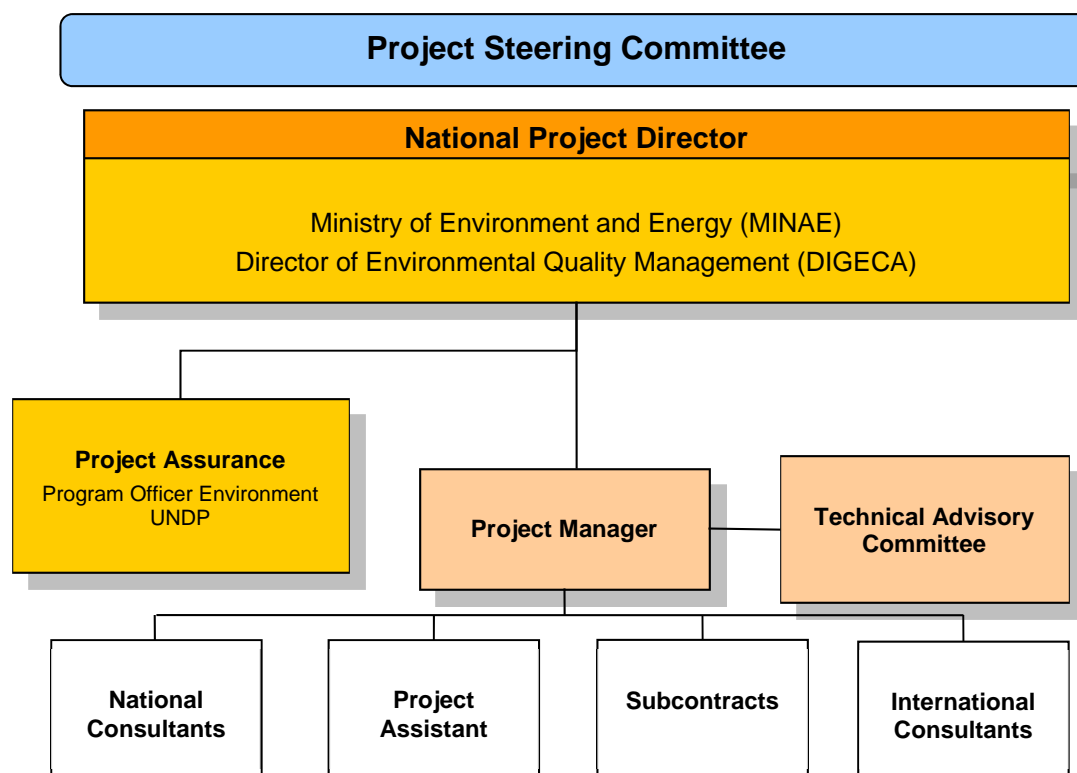 Project Steering Committee
National Project Director
Ministry of Environment and Energy (MINAE)
Director of Environmental Quality Management (DIGECA)
Project Assurance
Program Officer Environment
UNDP
Project Manager
Technical Advisory
Committee
National
Consultants
Project
Assistant
Subcontracts
International
Consultants